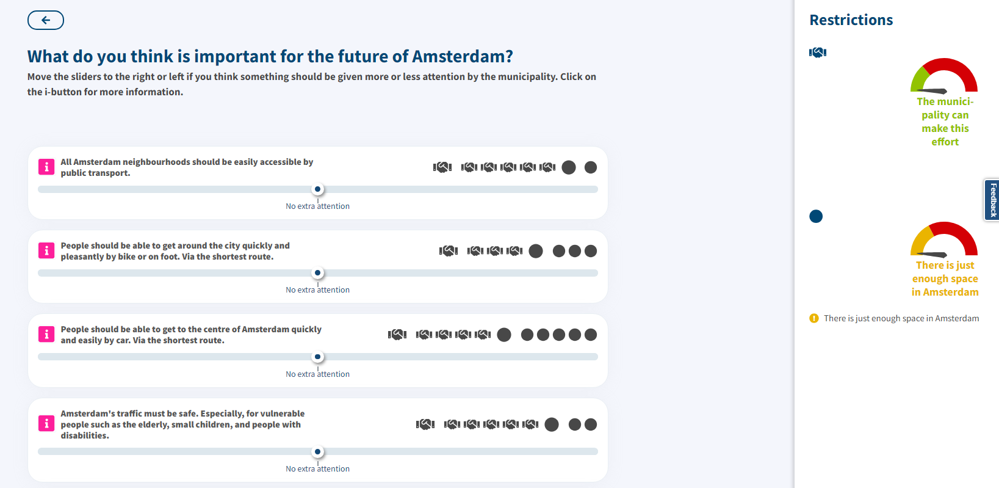 What do you think is important for the future of Amsterdam?
Move the sliders to the right or left if you think something should be given more or less attention by the municipality. Click on
the i-button for more information.
All Amsterdam neighbourhoods should be easily accessible by
public transport.
No extra attention
People should be able to get around the city quickly and
pleasantly by bike or on foot. Via the shortest route.
No extra attention
People should be able to get to the centre of Amsterdam quickly
and easily by car. Via the shortest route.
No extra attention
Amsterdam's traffic must be safe. Especially, for vulnerable
people such as the elderly, small children, and people with
disabilities.
No extra attention
Restrictions
The munici-
pality can
make this
effort
There is just
enough space
in Amsterdam
There is just enough space in Amsterdam
Feedback